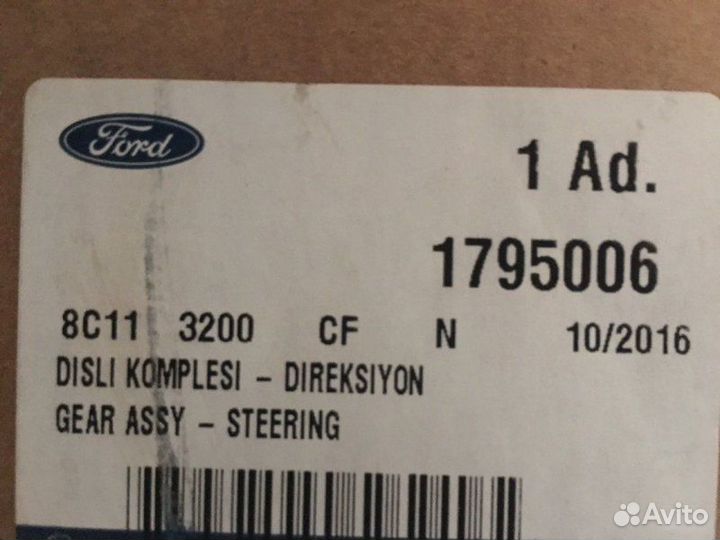 Ford
1 Ad.
1795006
8C11 3200 CF N 10/2016
DISLI KOMPLESI – DIREKSIYON
GEAR ASSY – STEERING
Avito